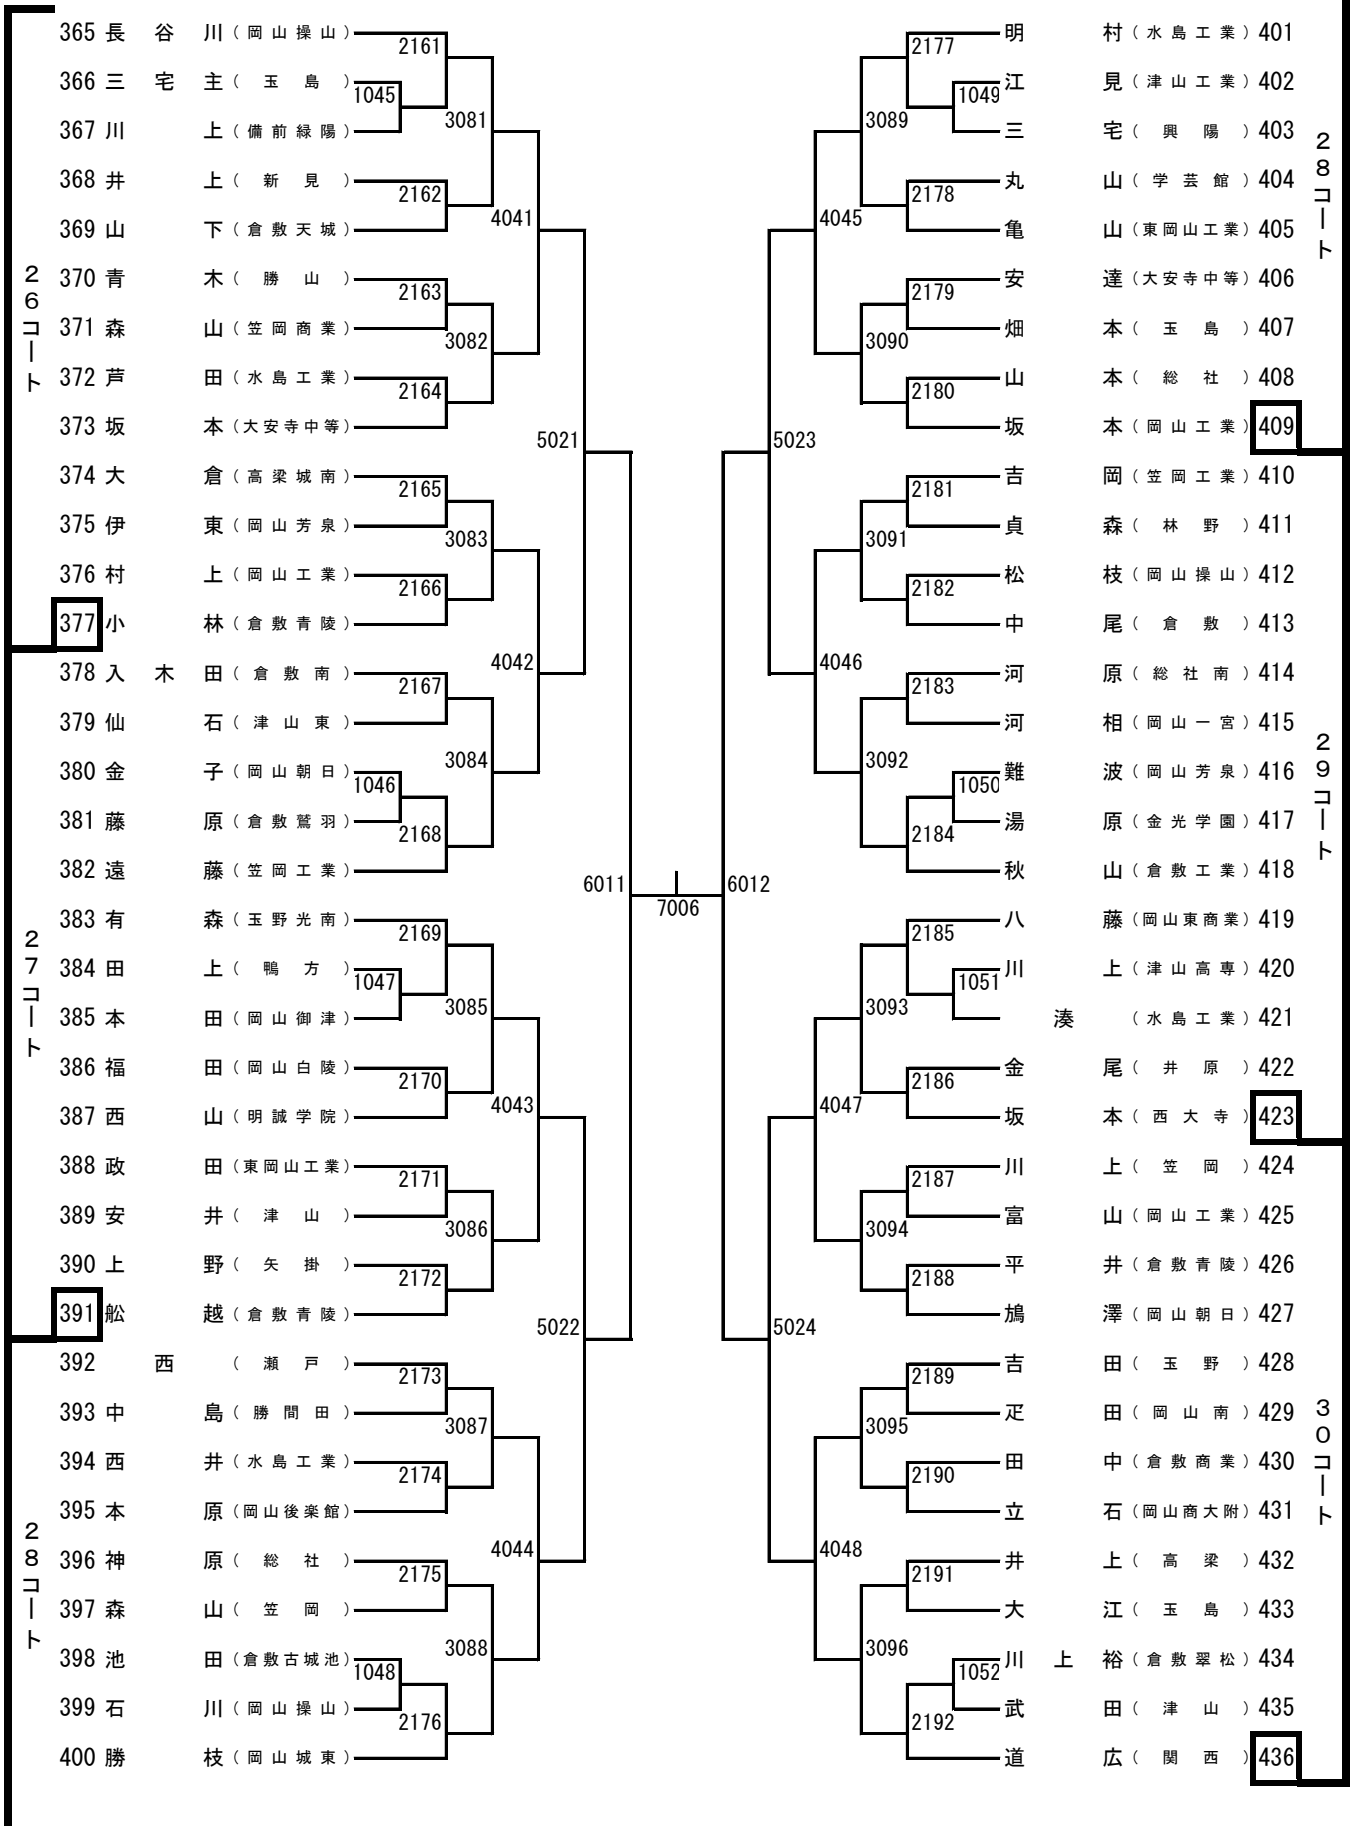 365 長谷川（岡山操山）
2161
366 三宅主（玉島）
1045
367 川上（備前緑陽）
3081
368 井上（新見）
2162
369 山下（倉敷天城）
4041
370 青木（勝山）
2163
371 森山（笠岡商業）
3082
372 芦田（水島工業）
2164
373 坂本（大安寺中等）
5021
26コート
374 大倉（高梁城南）
2165
375 伊東（岡山芳泉）
3083
376 村上（岡山工業）
2166
377 小林（倉敷青陵）
4042
378 入木田（倉敷南）
2167
379 仙石（津山東）
3084
380 金子（岡山朝日）
1046
381 藤原（倉敷鷲羽）
2168
382 遠藤（笠岡工業）
6011
383 有森（玉野光南）
2169
384 田上（鴨方）
1047
385 本田（岡山御津）
3085
27コート
386 福田（岡山白陵）
2170
387 西山（明誠学院）
4043
388 政田（東岡山工業）
2171
389 安井（津山）
3086
390 上野（矢掛）
2172
391 舩越（倉敷青陵）
5022
392 西（瀬戸）
2173
393 中島（勝間田）
3087
394 西井（水島工業）
2174
395 本原（岡山後楽館）
4044
28コート
396 神原（総社）
2175
397 森山（笠岡）
3088
398 池田（倉敷古城池）
1048
399 石川（岡山操山）
2176
400 勝枝（岡山城東）
7006
明村（水島工業）401
2177
江見（津山工業）402
1049
三宅（興陽）403
3089
丸山（学芸館）404
2178
亀山（東岡山工業）405
4045
28コート
安達（大安寺中等）406
2179
畑本（玉島）407
3090
山本（総社）408
2180
坂本（岡山工業）409
5023
吉岡（笠岡工業）410
2181
貞森（林野）411
3091
松枝（岡山操山）412
2182
中尾（倉敷）413
4046
河原（総社南）414
2183
河相（岡山一宮）415
3092
29コート
難波（岡山芳泉）416
1050
湯原（金光学園）417
2184
秋山（倉敷工業）418
6012
八藤（岡山東商業）419
2185
川上（津山高専）420
1051
湊（水島工業）421
3093
金尾（井原）422
2186
坂本（西大寺）423
4047
川上（笠岡）424
2187
富山（岡山工業）425
3094
平井（倉敷青陵）426
2188
鴋澤（岡山朝日）427
5024
吉田（玉野）428
2189
疋田（岡山南）429
3095
田中（倉敷商業）430
2190
立石（岡山商大附）431
4048
30コート
井上（高梁）432
2191
大江（玉島）433
3096
川上裕（倉敷翠松）434
1052
武田（津山）435
2192
道広（関西）436